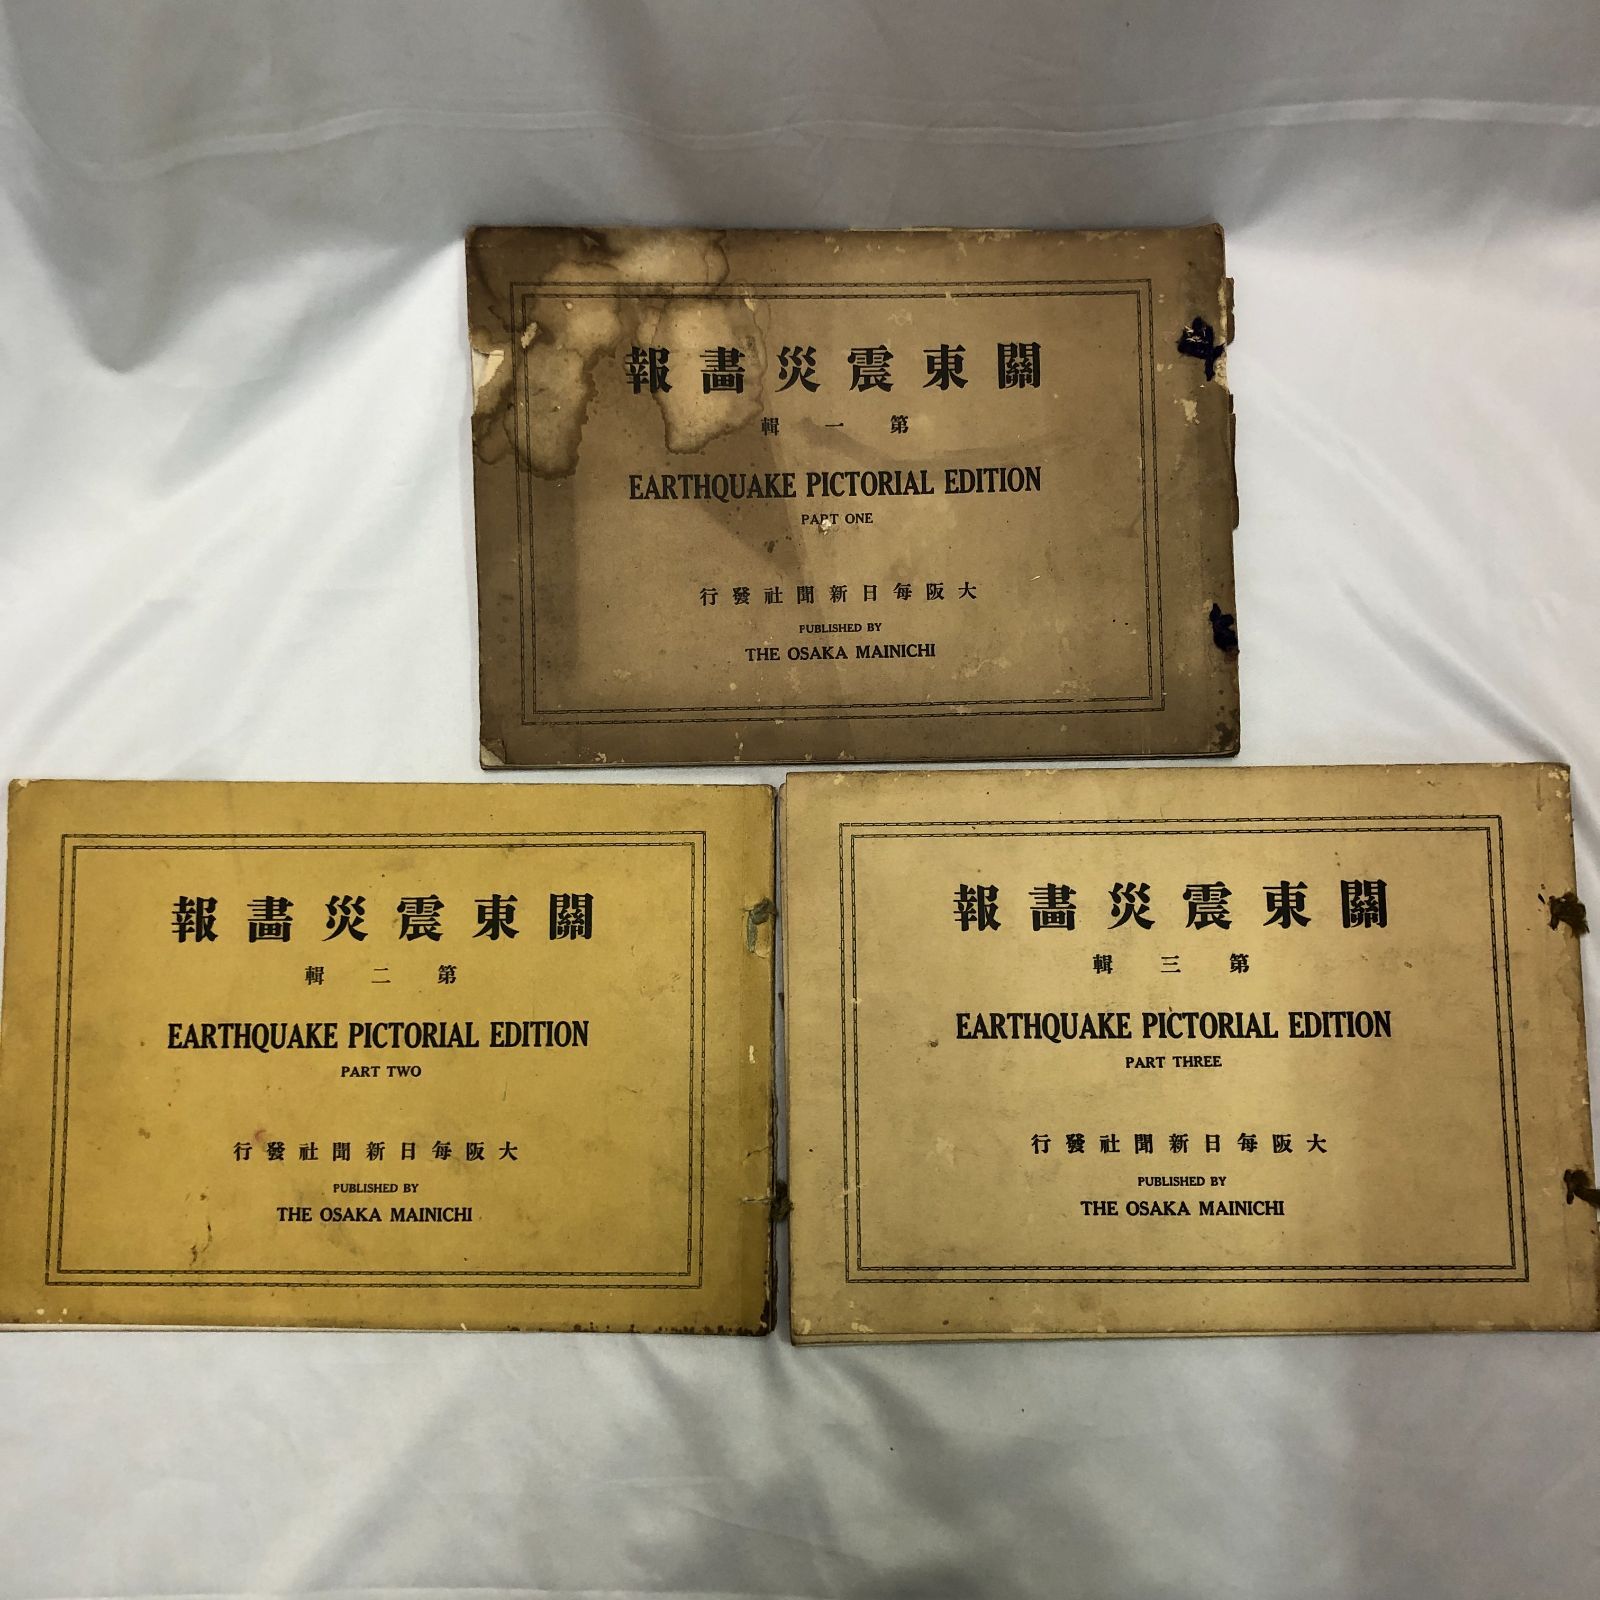 關東震災畫報
第一輯
EARTHQUAKE PICTORIAL EDITION
PART ONE
大阪每日新聞社發行
PUBLISHED BY
THE OSAKA MAINICHI
關東震災畫報
第二輯
EARTHQUAKE PICTORIAL EDITION
PART TWO
大阪每日新聞社發行
PUBLISHED BY
THE OSAKA MAINICHI
關東震災畫報
第三輯
EARTHQUAKE PICTORIAL EDITION
PART THREE
大阪每日新聞社發行
PUBLISHED BY
THE OSAKA MAINICHI